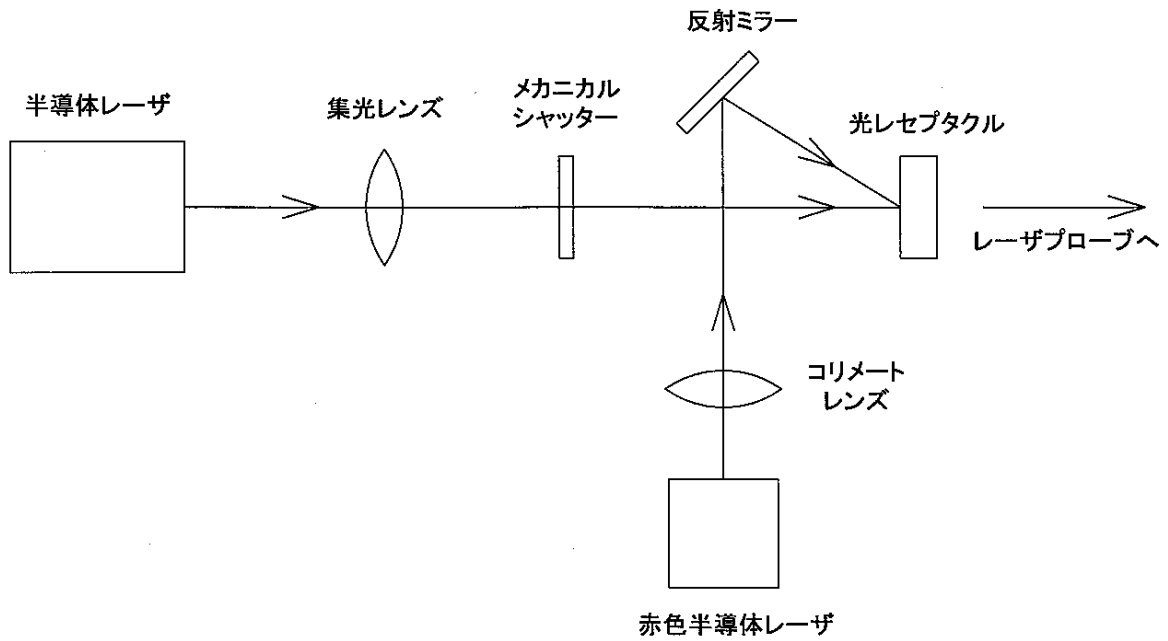 反射ミラー
半導体レーザ
集光レンズ
メカニカル
シャッター
光レセプタクル
レーザプローブへ
コリメート
レンズ
赤色半導体レーザ